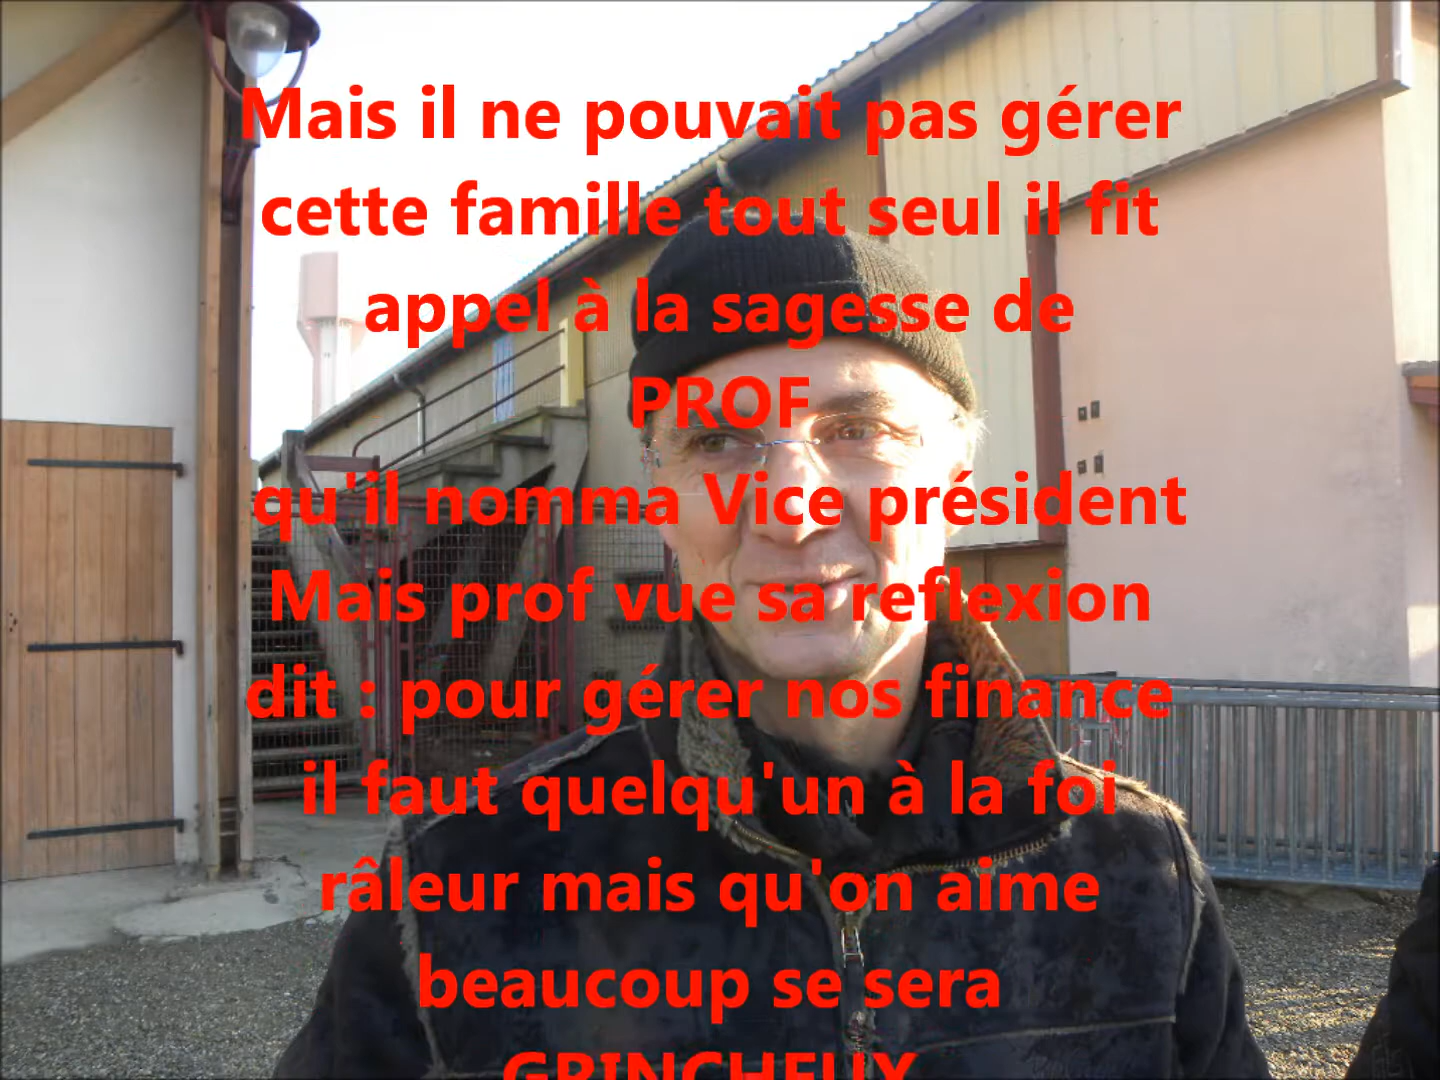 Mais il ne pouvait pas gérer
cette famille tout seul il fit
appel à la sagesse de
PROF
qu'il nomma Vice président
Mais prof vue sa reflexion
dit : pour gérer nos finance
il faut quelqu'un à la foi
râleur mais qu'on aime
beaucoup se sera
GRINCHEUX